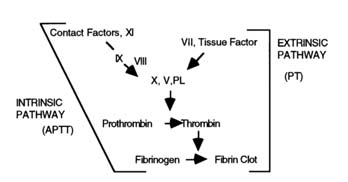 Contact Factors, XI
VII, Tissue Factor
EXTRINSIC
PATHWAY
(PT)
IX
VIII
X, V,PL
INTRINSIC
PATHWAY
(APTT)
Prothrombin
Thrombin
Fibrinogen
Fibrin Clot